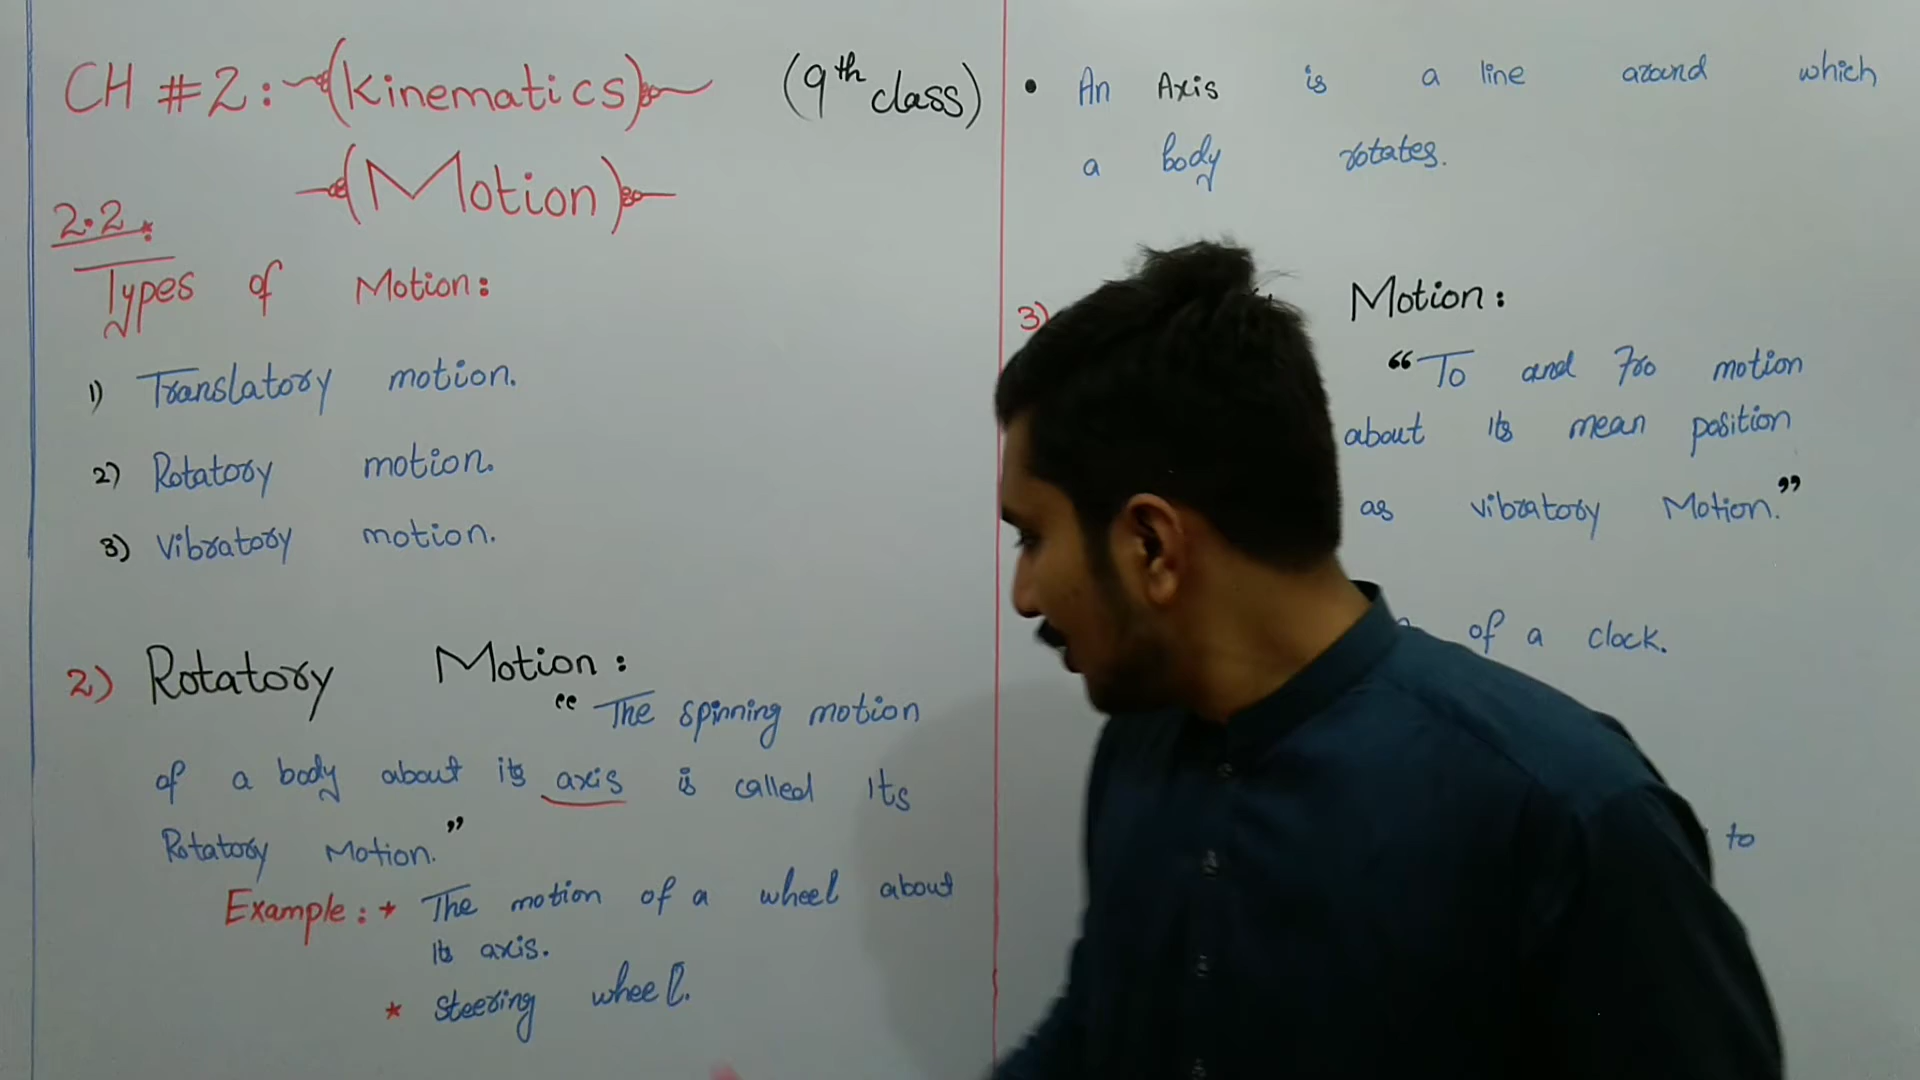 CH #2: (Kinematics) (9th class)
(Motion)
2.2:
Types of Motion:
1) Translatory motion.
2) Rotatory motion.
3) Vibratory motion.
2) Rotatory Motion:
"The spinning motion
of a body about its axis is called Its
Rotatory Motion."
Example: * The motion of a wheel about
Its axis.
* Steering wheel.
• An Axis is a line around which
a body rotates.
3) Motion:
"To and Fro motion
about its mean position
as vibratory Motion."
of a clock.
to